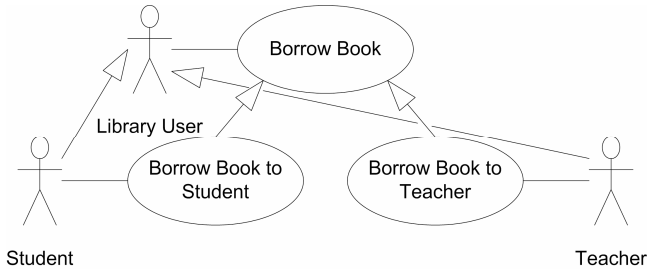 Borrow Book
Library User
Borrow Book to
Student
Borrow Book to
Teacher
Student
Teacher